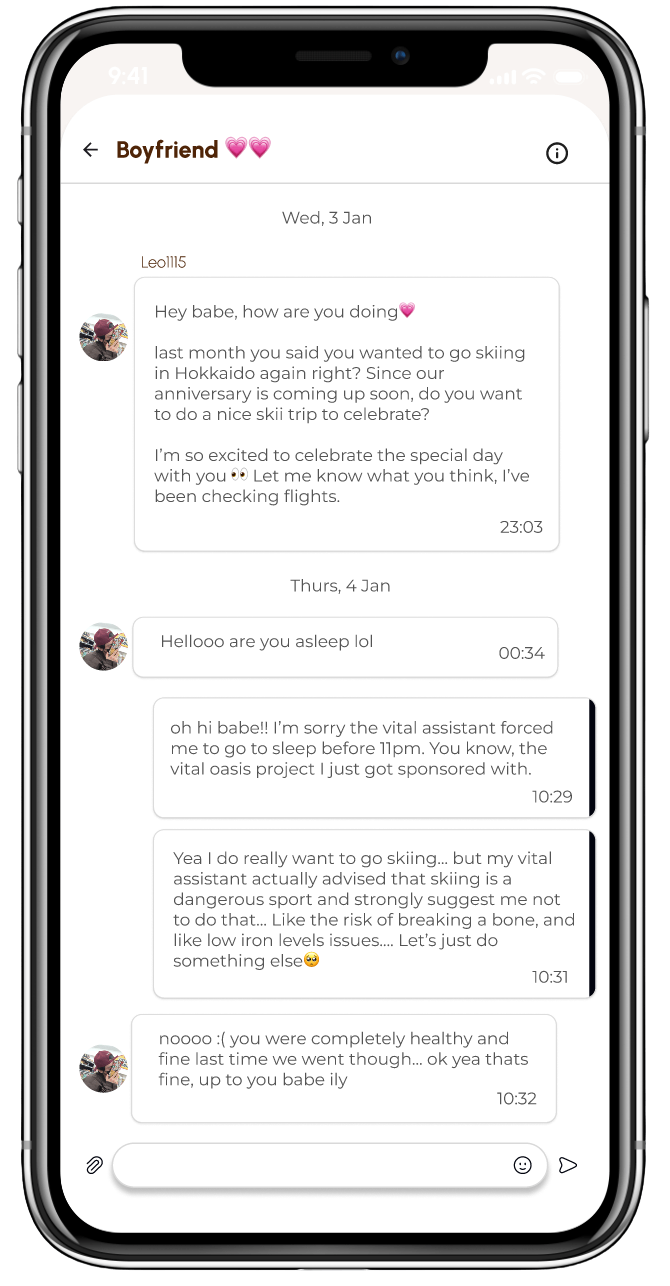 9:41
Boyfriend 💗💗
Wed, 3 Jan
Leo1115
Hey babe, how are you doing💗
last month you said you wanted to go skiing
in Hokkaido again right? Since our
anniversary is coming up soon, do you want
to do a nice skii trip to celebrate?
I'm so excited to celebrate the special day
with you 👀 Let me know what you think, I've
been checking flights.
23:03
Thurs, 4 Jan
Hellooo are you asleep lol
00:34
oh hi babe!! I'm sorry the vital assistant forced
me to go to sleep before 11pm. You know, the
vital oasis project I just got sponsored with.
10:29
Yea I do really want to go skiing... but my vital
assistant actually advised that skiing is a
dangerous sport and strongly suggest me not
to do that... Like the risk of breaking a bone, and
like low iron levels issues.... Let's just do
something else🥺
10:31
noooo :( you were completely healthy and
fine last time we went though... ok yea thats
fine, up to you babe ily
10:32